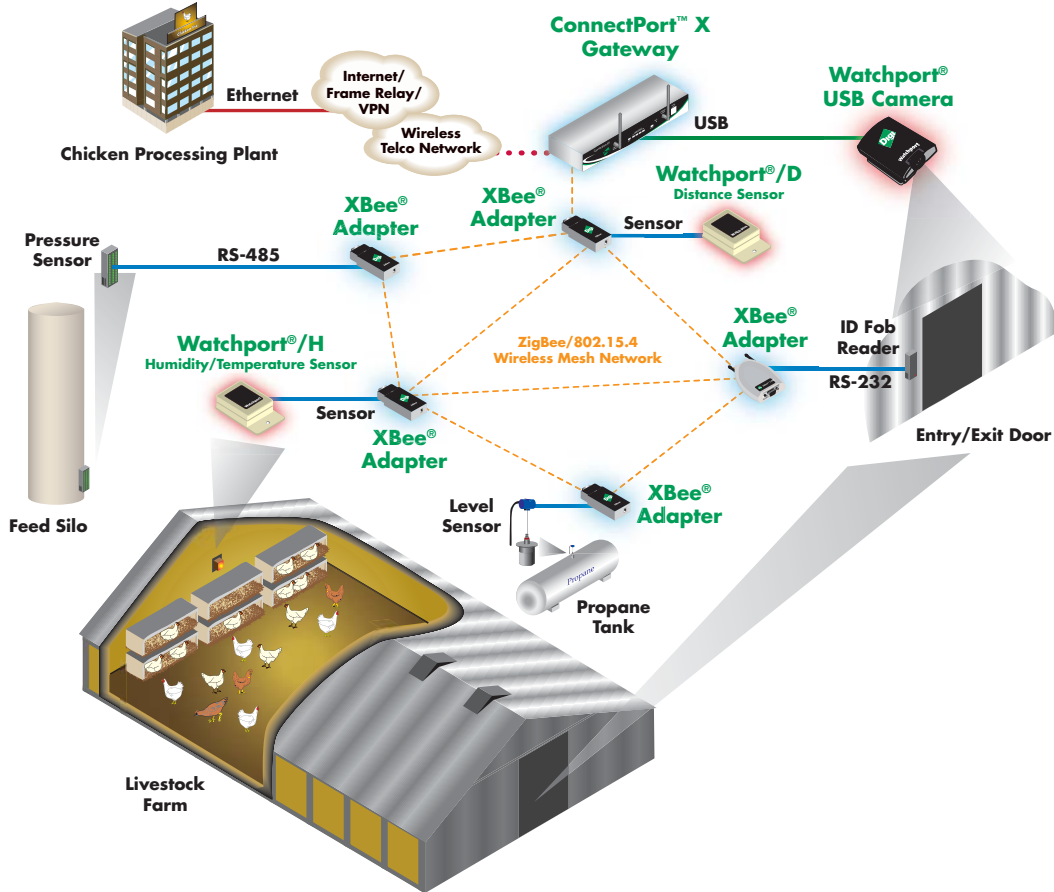 ConnectPort™ X
Gateway
Internet/
Frame Relay/
VPN
Ethernet
Watchport®
USB Camera
USB
Digi
Watchport
Wireless
Telco Network
Chicken Processing Plant
Watchport®/D
Distance Sensor
XBee®
Adapter
XBee®
Adapter
Sensor
Pressure
Sensor
RS-485
XBee®
Adapter
ID Fob
Reader
RS-232
ZigBee/802.15.4
Wireless Mesh Network
Watchport®/H
Humidity/Temperature Sensor
Sensor
XBee®
Adapter
Entry/Exit Door
Level
Sensor
XBee®
Adapter
Feed Silo
Propane
Propane
Tank
Livestock
Farm